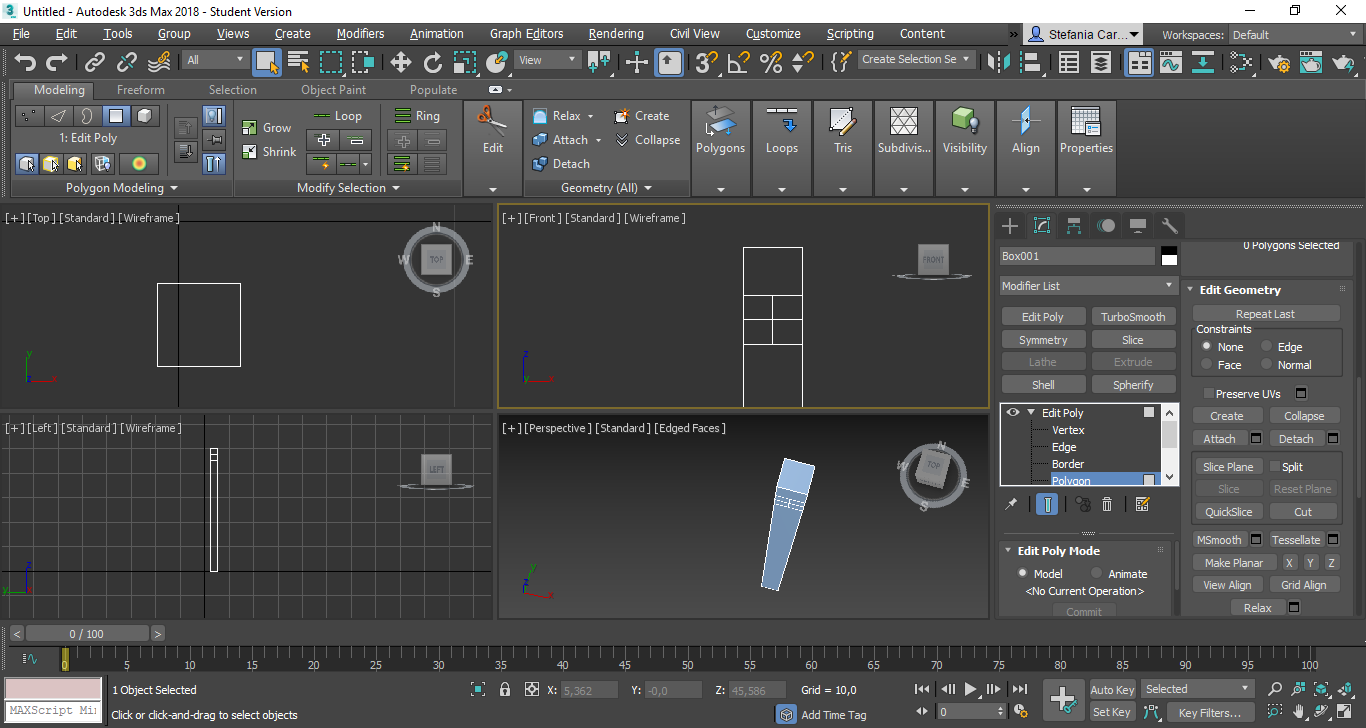 Untitled - Autodesk 3ds Max 2018 - Student Version
File Edit Tools Group Views Create Modifiers Animation Graph Editors Rendering Civil View Customize Scripting Content » Stefania Car... Workspaces: Default
All View Create Selection Se
Modeling Freeform Selection Object Paint Populate
1: Edit Poly
Polygon Modeling
Grow
Shrink
Loop
Ring
Modify Selection
Edit
Relax Create
Attach Collapse
Detach
Geometry (All)
Polygons Loops Tris Subdivis... Visibility Align Properties
[+] [Top] [Standard] [Wireframe]
N
W TOP E
S
y
z x
[+] [Front] [Standard] [Wireframe]
FRONT
z
y x
[+] [Left] [Standard] [Wireframe]
LEFT
z
y
[+] [Perspective] [Standard] [Edged Faces]
N
W TOP E
S
y
z
x
Box001
Modifier List
Edit Poly TurboSmooth
Symmetry Slice
Lathe Extrude
Shell Spherify
Edit Poly
Vertex
Edge
Border
Polygon
Edit Poly Mode
Model Animate
<No Current Operation>
Commit
0 Polygons Selected
Edit Geometry
Repeat Last
Constraints
None Edge
Face Normal
Preserve UVs
Create Collapse
Attach Detach
Slice Plane Split
Slice Reset Plane
QuickSlice Cut
MSmooth Tessellate
Make Planar X Y Z
View Align Grid Align
Relax
< 0 / 100 >
0 5 10 15 20 25 30 35 40 45 50 55 60 65 70 75 80 85 90 95 100
1 Object Selected
MAXScript Mi
Click or click-and-drag to select objects
X: 5,362 Y: -0,0 Z: 45,586 Grid = 10,0
Add Time Tag
0
Auto Key Selected
Set Key Key Filters...